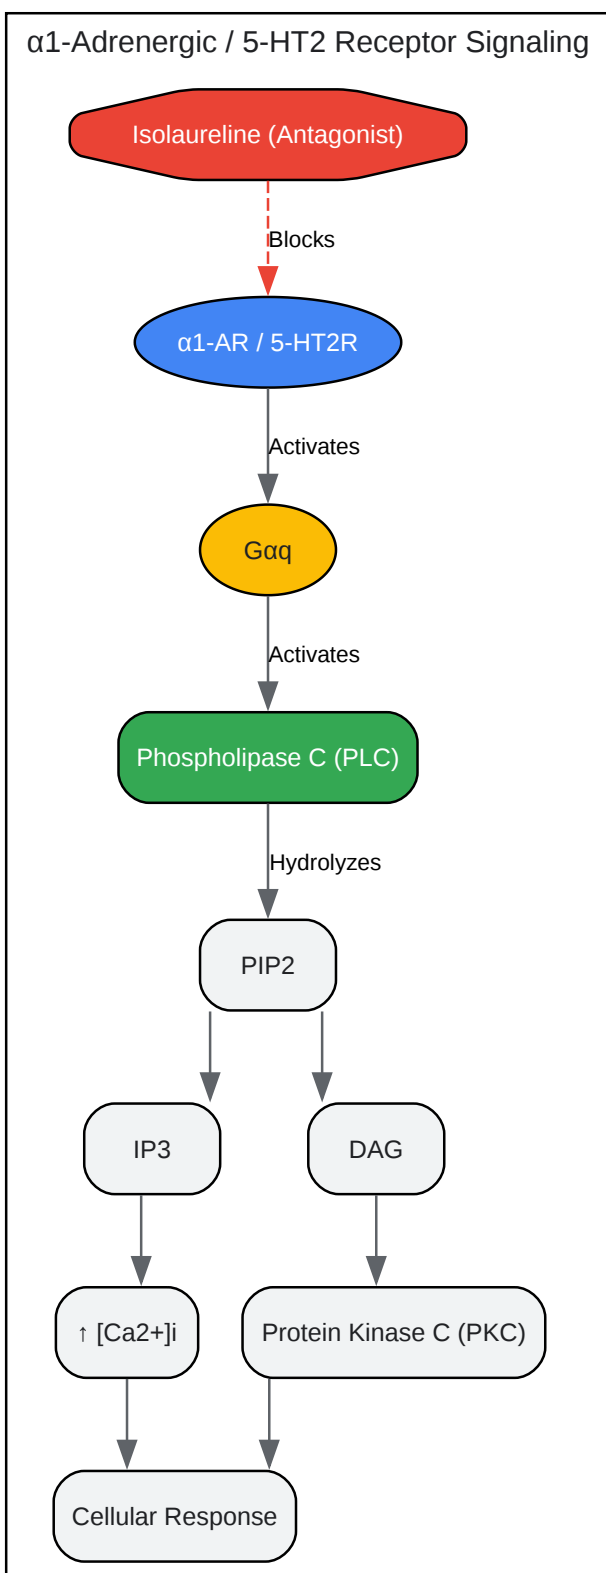 α1-Adrenergic / 5-HT2 Receptor Signaling
Isolaureline (Antagonist)
Blocks
α1-AR / 5-HT2R
Activates
Gαq
Activates
Phospholipase C (PLC)
Hydrolyzes
PIP2
IP3
DAG
↑ [Ca2+]i
Protein Kinase C (PKC)
Cellular Response